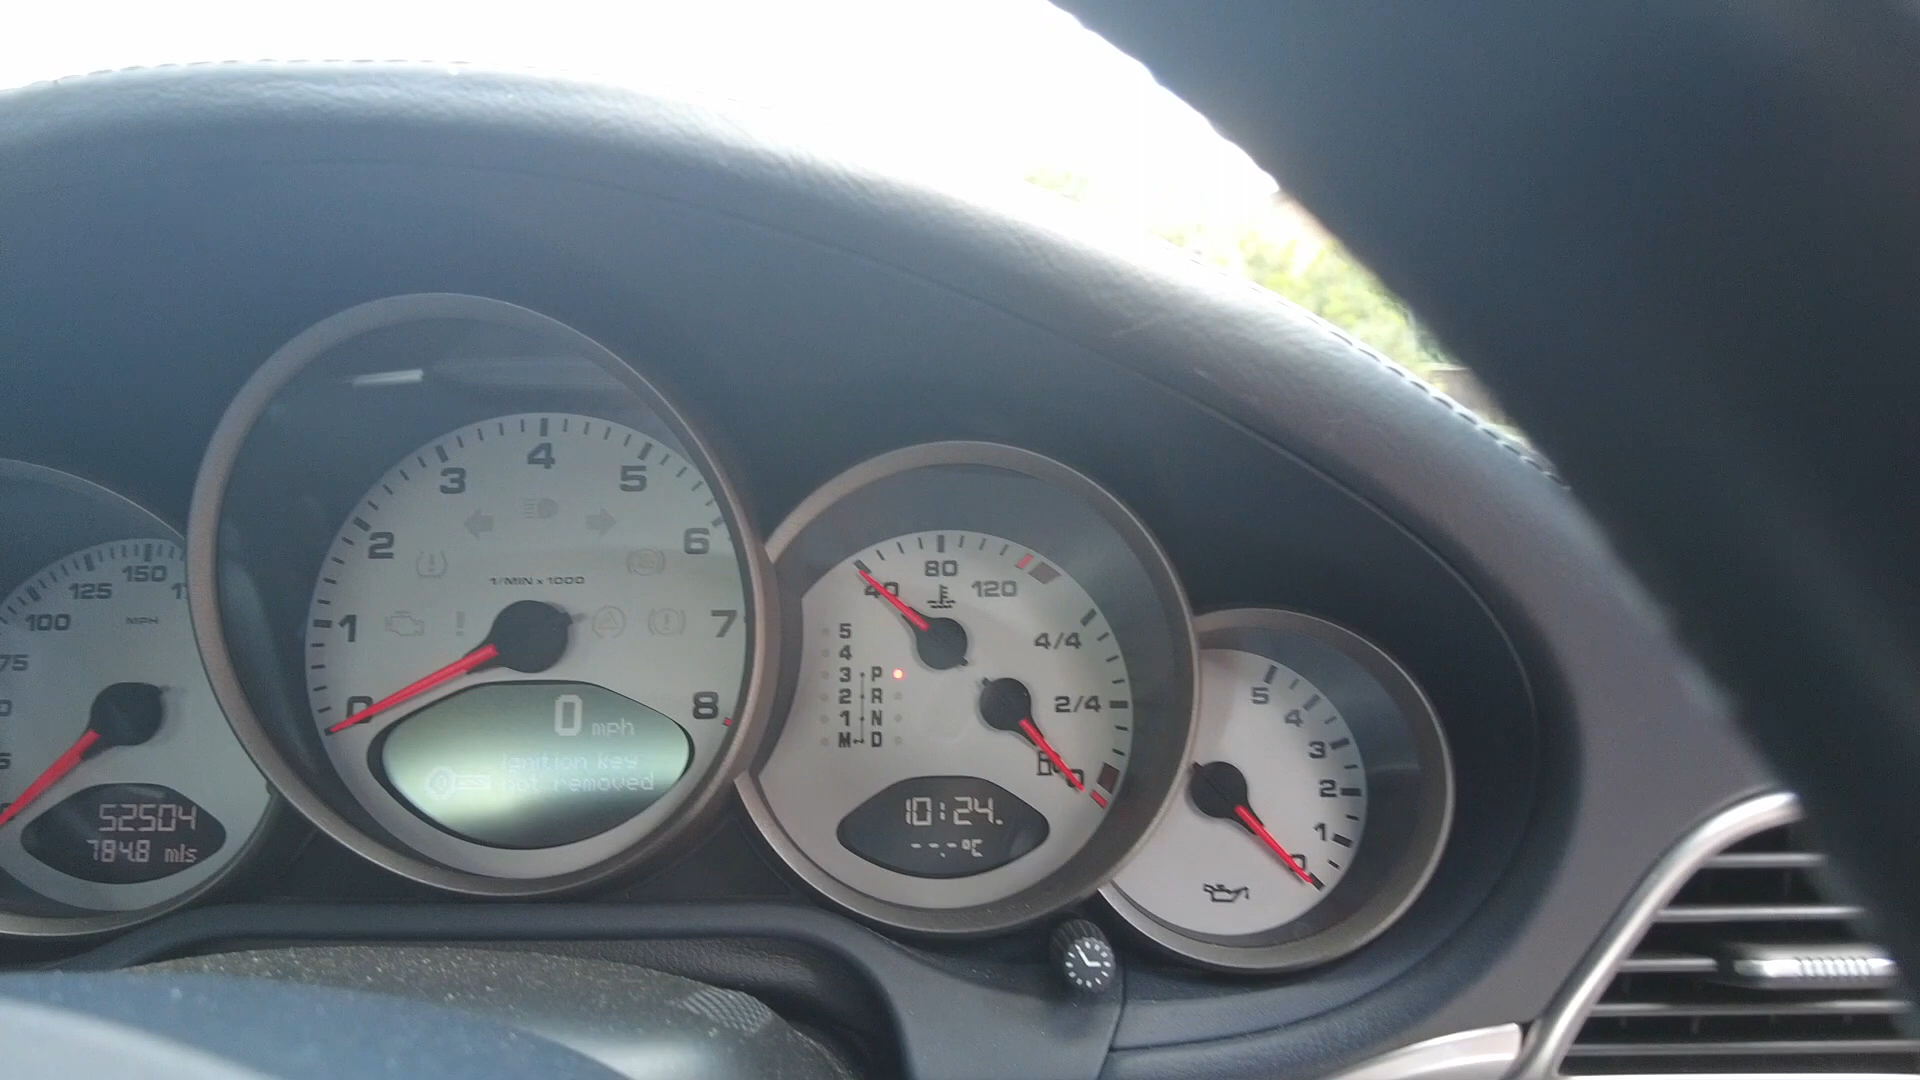 75
100
125
150
MPH
52504
784.8 mls
0
1
2
3
4
5
6
7
8
1/MIN x 1000
0 mph
Ignition key
not removed
40
80
120
4/4
2/4
0
5
4
3 P
2 R
1 N
M D
10:24
--.-°C
5
4
3
2
1
0